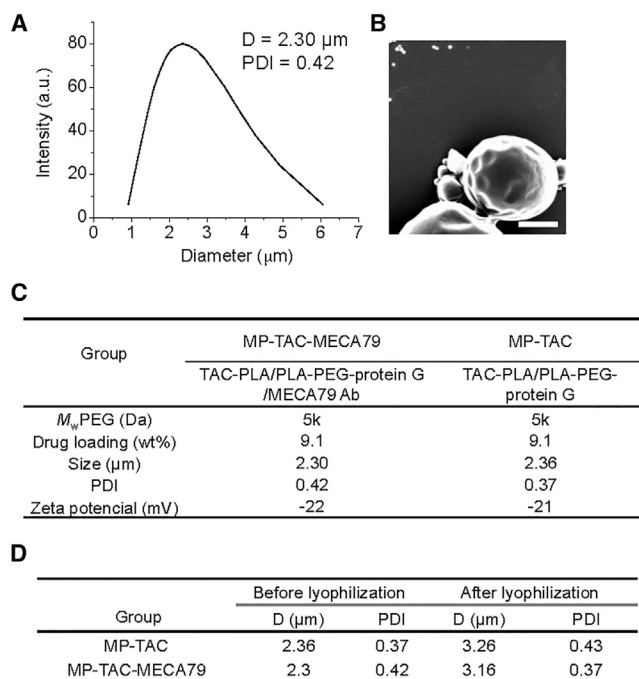 A
D = 2.30 μm
PDI = 0.42
80
60
40
20
0
Intensity (a.u.)
0 1 2 3 4 5 6 7
Diameter (μm)
B
C
Group MP-TAC-MECA79 MP-TAC
TAC-PLA/PLA-PEG-protein G
/MECA79 Ab
TAC-PLA/PLA-PEG-
protein G
MwPEG (Da) 5k 5k
Drug loading (wt%) 9.1 9.1
Size (μm) 2.30 2.36
PDI 0.42 0.37
Zeta potencial (mV) -22 -21
D
Before lyophilization After lyophilization
Group D (μm) PDI D (μm) PDI
MP-TAC 2.36 0.37 3.26 0.43
MP-TAC-MECA79 2.3 0.42 3.16 0.37